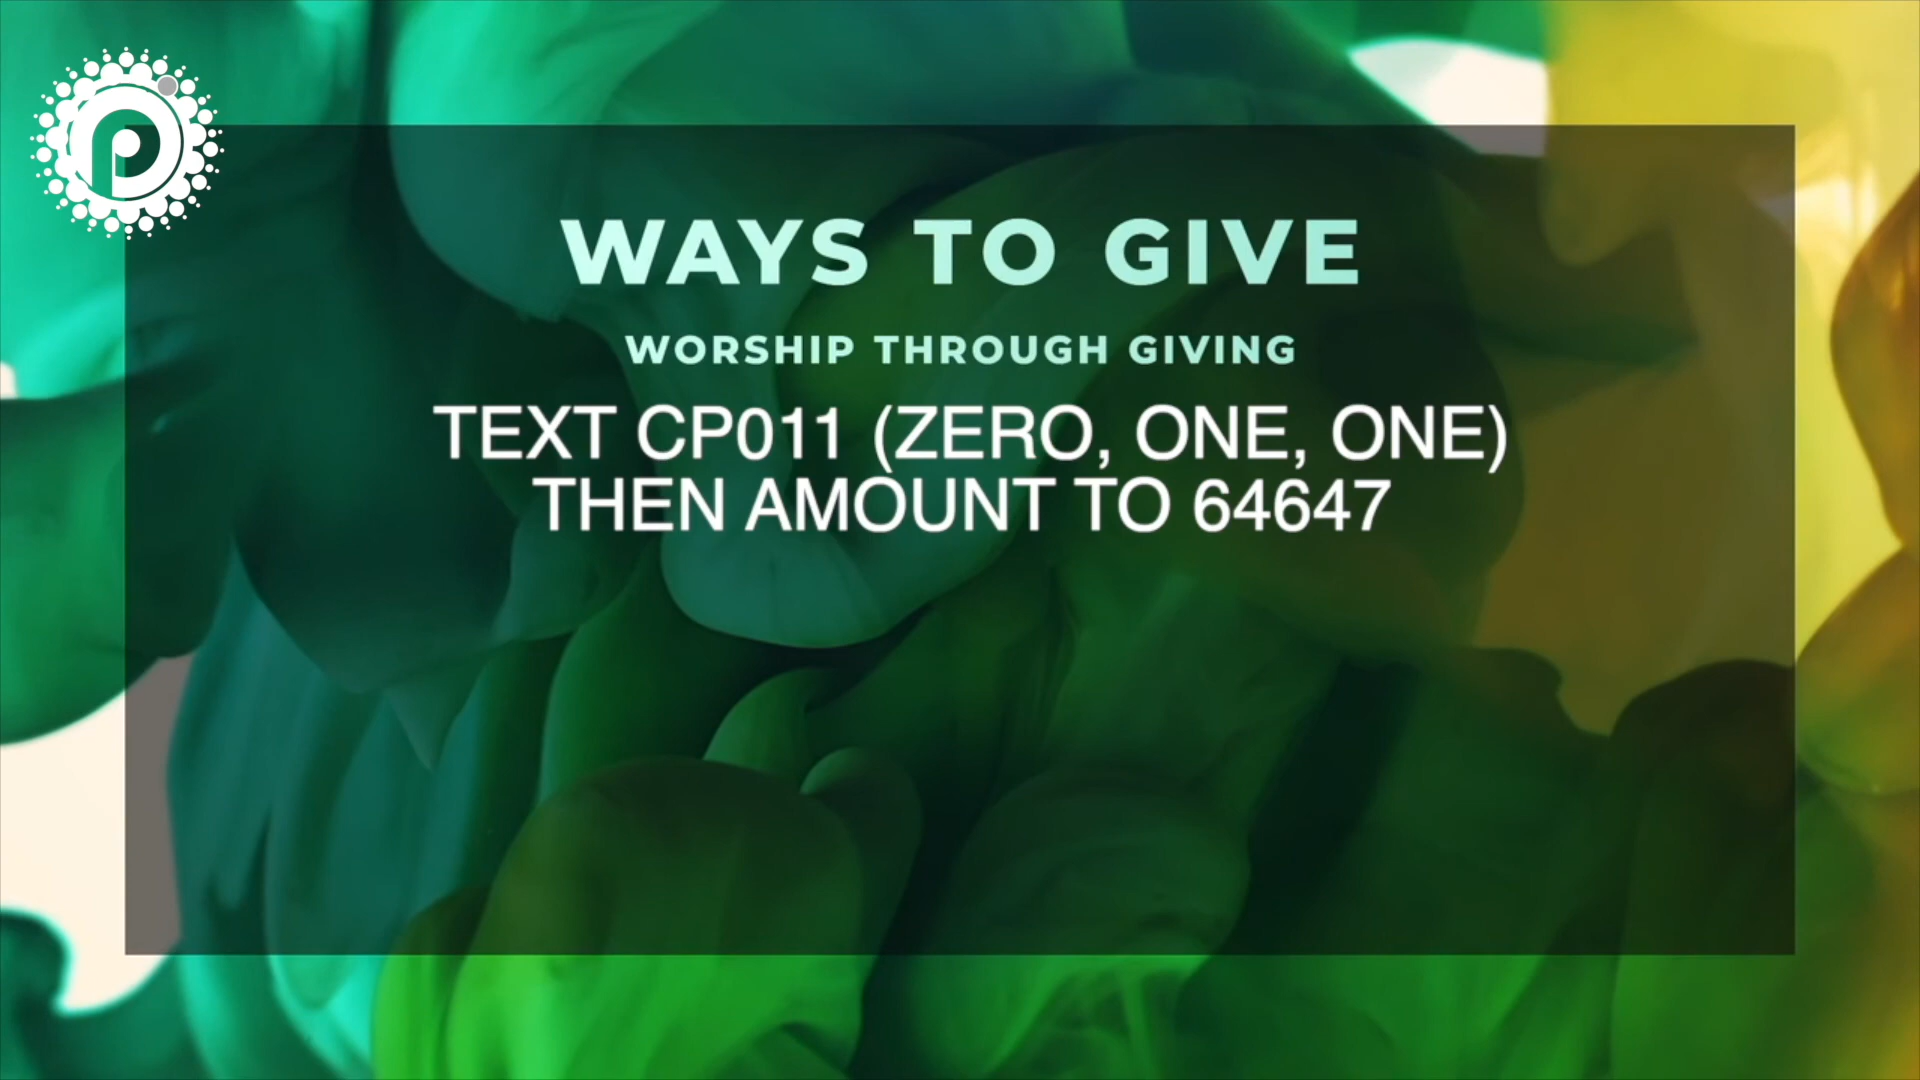 WAYS TO GIVE
WORSHIP THROUGH GIVING
TEXT CP011 (ZERO, ONE, ONE)
THEN AMOUNT TO 64647